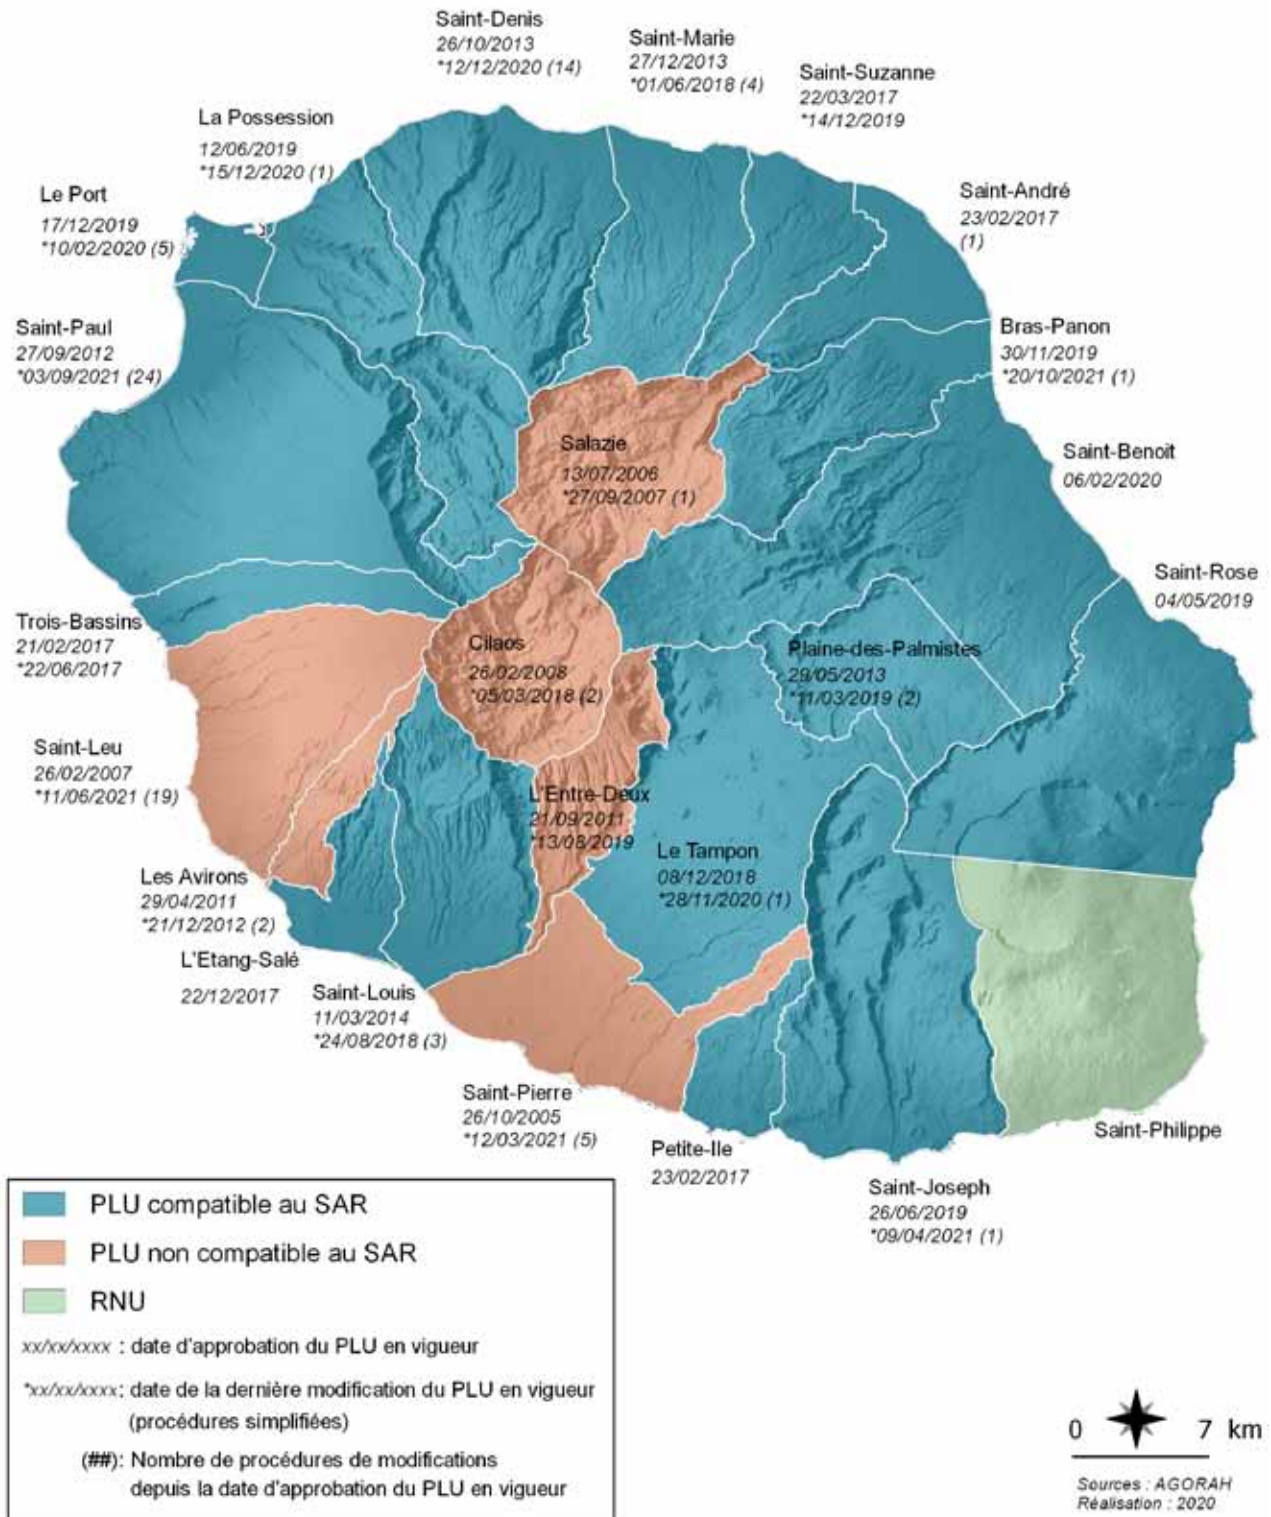 Saint-Denis
26/10/2013
*12/12/2020 (14)
Saint-Marie
27/12/2013
*01/06/2018 (4)
Saint-Suzanne
22/03/2017
*14/12/2019
La Possession
12/06/2019
*15/12/2020 (1)
Le Port
17/12/2019
*10/02/2020 (5)
Saint-André
23/02/2017
(1)
Saint-Paul
27/09/2012
*03/09/2021 (24)
Bras-Panon
30/11/2019
*20/10/2021 (1)
Salazie
13/07/2006
*27/09/2007 (1)
Saint-Benoit
06/02/2020
Saint-Rose
04/05/2019
Trois-Bassins
21/02/2017
*22/06/2017
Cilaos
26/02/2008
*05/03/2018 (2)
Plaine-des-Palmistes
29/05/2013
*11/03/2019 (2)
Saint-Leu
26/02/2007
*11/06/2021 (19)
L'Entre-Deux
21/09/2011
*13/08/2019
Le Tampon
08/12/2018
*28/11/2020 (1)
Les Avirons
29/04/2011
*21/12/2012 (2)
L'Etang-Salé
22/12/2017
Saint-Louis
11/03/2014
*24/08/2018 (3)
Saint-Pierre
26/10/2005
*12/03/2021 (5)
Petite-Ile
23/02/2017
Saint-Philippe
Saint-Joseph
26/06/2019
*09/04/2021 (1)
PLU compatible au SAR
PLU non compatible au SAR
RNU
xx/xx/xxxx : date d'approbation du PLU en vigueur
*xx/xx/xxxx: date de la dernière modification du PLU en vigueur
(procédures simplifiées)
(##): Nombre de procédures de modifications
depuis la date d'approbation du PLU en vigueur
0 7 km
Sources : AGORAH
Réalisation : 2020